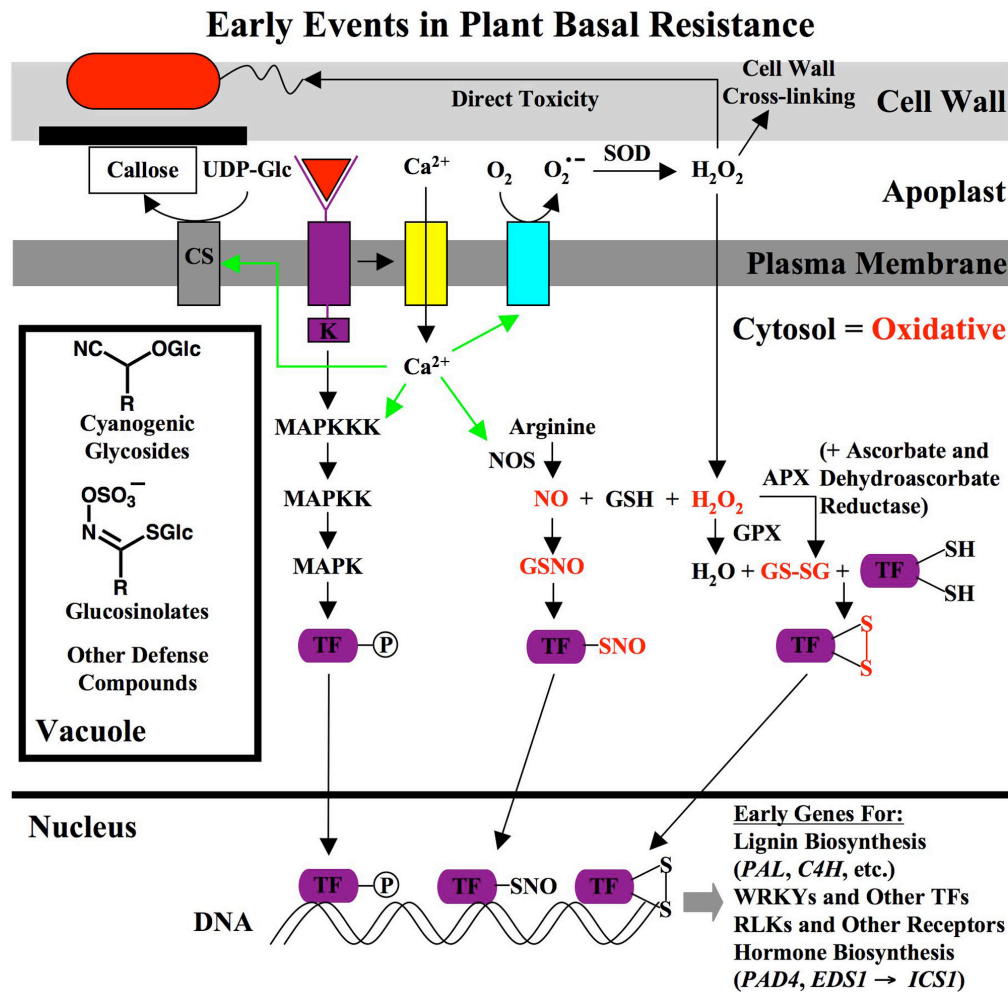 Early Events in Plant Basal Resistance
Cell Wall
Cross-linking
Direct Toxicity
Cell Wall
Callose
UDP-Glc
Ca²⁺
O₂
O₂·⁻
SOD
H₂O₂
Apoplast
CS
Plasma Membrane
K
Cytosol = Oxidative
Ca²⁺
NC
OGlc
R
Cyanogenic
Glycosides
OSO₃⁻
N
SGlc
R
Glucosinolates
Other Defense
Compounds
Vacuole
MAPKKK
MAPKK
MAPK
TF
P
Arginine
NOS
NO + GSH + H₂O₂
GSNO
TF
SNO
APX
(+ Ascorbate and
Dehydroascorbate
Reductase)
GPX
H₂O + GS-SG +
TF
SH
SH
TF
S
S
Nucleus
DNA
TF
P
TF
SNO
TF
S
S
Early Genes For:
Lignin Biosynthesis
(PAL, C4H, etc.)
WRKYs and Other TFs
RLKs and Other Receptors
Hormone Biosynthesis
(PAD4, EDS1 → ICS1)